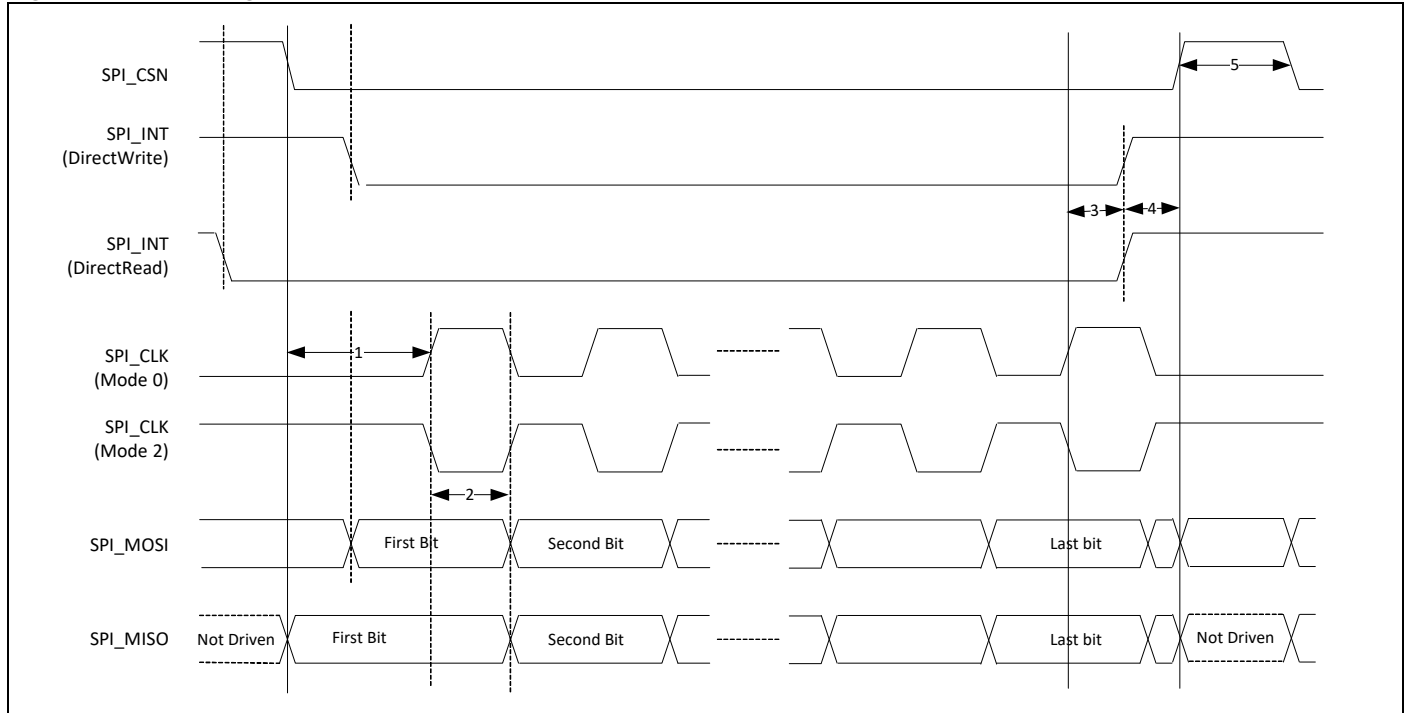 SPI_CSN
5
SPI_INT
(DirectWrite)
3
4
SPI_INT
(DirectRead)
1
SPI_CLK
(Mode 0)
SPI_CLK
(Mode 2)
2
SPI_MOSI
First Bit
Second Bit
Last bit
SPI_MISO
Not Driven
First Bit
Second Bit
Last bit
Not Driven